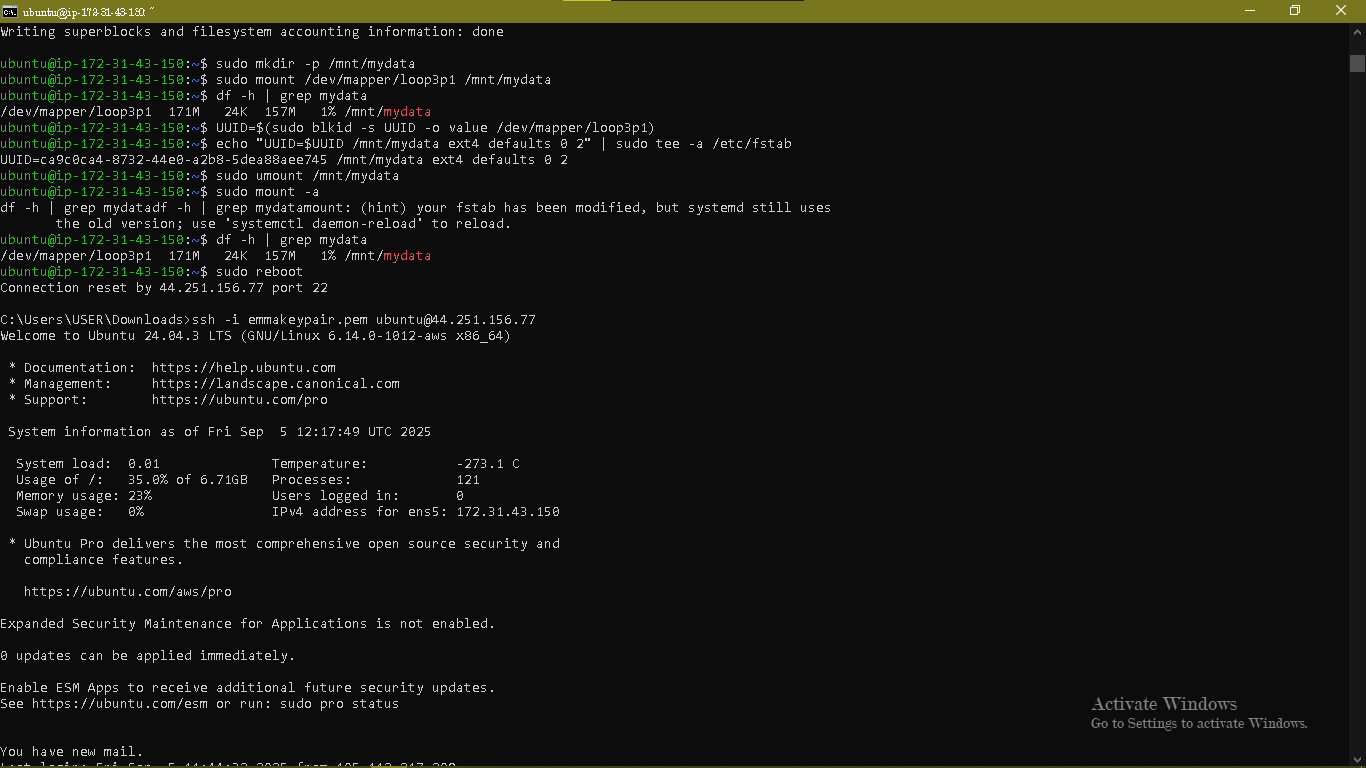 ubuntu@ip-172-31-43-150: ~
Writing superblocks and filesystem accounting information: done
ubuntu@ip-172-31-43-150:~$ sudo mkdir -p /mnt/mydata
ubuntu@ip-172-31-43-150:~$ sudo mount /dev/mapper/loop3p1 /mnt/mydata
ubuntu@ip-172-31-43-150:~$ df -h | grep mydata
/dev/mapper/loop3p1  171M   24K  157M   1% /mnt/mydata
ubuntu@ip-172-31-43-150:~$ UUID=$(sudo blkid -s UUID -o value /dev/mapper/loop3p1)
ubuntu@ip-172-31-43-150:~$ echo "UUID=$UUID /mnt/mydata ext4 defaults 0 2" | sudo tee -a /etc/fstab
UUID=ca9c0ca4-8732-44e0-a2b8-5dea88aee745 /mnt/mydata ext4 defaults 0 2
ubuntu@ip-172-31-43-150:~$ sudo umount /mnt/mydata
ubuntu@ip-172-31-43-150:~$ sudo mount -a
df -h | grep mydatadf -h | grep mydatamount: (hint) your fstab has been modified, but systemd still uses
       the old version; use 'systemctl daemon-reload' to reload.
ubuntu@ip-172-31-43-150:~$ df -h | grep mydata
/dev/mapper/loop3p1  171M   24K  157M   1% /mnt/mydata
ubuntu@ip-172-31-43-150:~$ sudo reboot
Connection reset by 44.251.156.77 port 22
C:\Users\USER\Downloads>ssh -i emmakeypair.pem ubuntu@44.251.156.77
Welcome to Ubuntu 24.04.3 LTS (GNU/Linux 6.14.0-1012-aws x86_64)
 * Documentation:  https://help.ubuntu.com
 * Management:     https://landscape.canonical.com
 * Support:        https://ubuntu.com/pro
 System information as of Fri Sep  5 12:17:49 UTC 2025
  System load:  0.01              Temperature:           -273.1 C
  Usage of /:   35.0% of 6.71GB   Processes:             121
  Memory usage: 23%               Users logged in:       0
  Swap usage:   0%                IPv4 address for ens5: 172.31.43.150
 * Ubuntu Pro delivers the most comprehensive open source security and
   compliance features.
   https://ubuntu.com/aws/pro
Expanded Security Maintenance for Applications is not enabled.
0 updates can be applied immediately.
Enable ESM Apps to receive additional future security updates.
See https://ubuntu.com/esm or run: sudo pro status
Activate Windows
Go to Settings to activate Windows.
You have new mail.